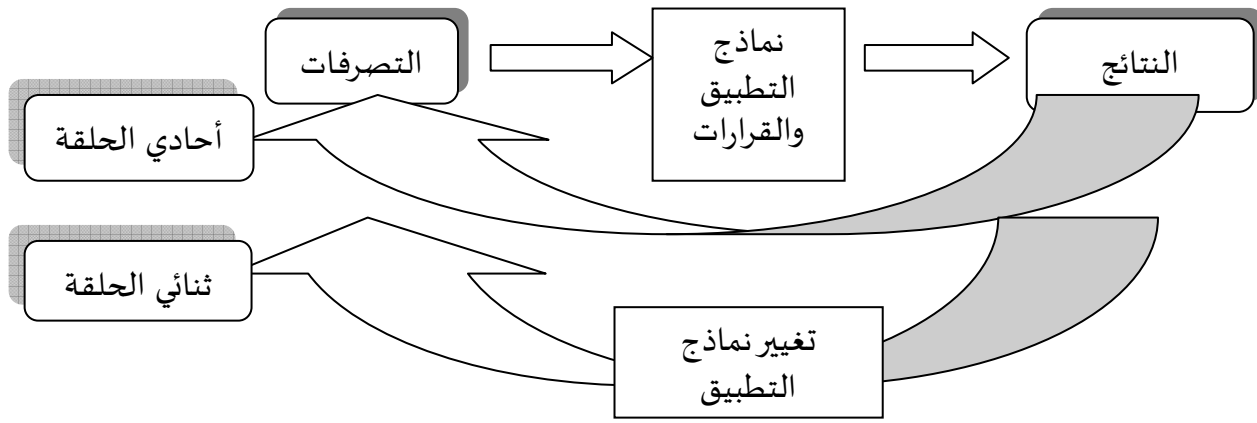 التصرفات
نماذج
التطبيق
والقرارات
النتائج
أحادي الحلقة
ثنائي الحلقة
تغيير نماذج
التطبيق